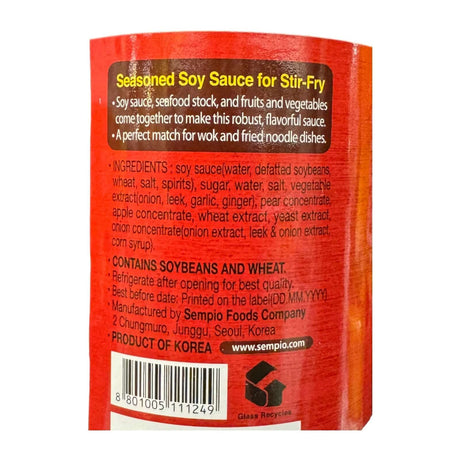 Seasoned Soy Sauce for Stir-Fry
• Soy sauce, seafood stock, and fruits and vegetables
come together to make this robust, flavorful sauce.
• A perfect match for wok and fried noodle dishes.
• INGREDIENTS : soy sauce(water, defatted soybeans,
wheat, salt, spirits), sugar, water, salt, vegetable
extract(onion, leek, garlic, ginger), pear concentrate,
apple concentrate, wheat extract, yeast extract,
onion concentrate(onion extract, leek & onion extract,
corn syrup).
• CONTAINS SOYBEANS AND WHEAT.
• Refrigerate after opening for best quality.
• Best before date: Printed on the label(DD.MM.YYYY)
• Manufactured by Sempio Foods Company
2 Chungmuro, Junggu, Seoul, Korea
• PRODUCT OF KOREA www.sempio.com
8 801005 111249
Glass Recycles